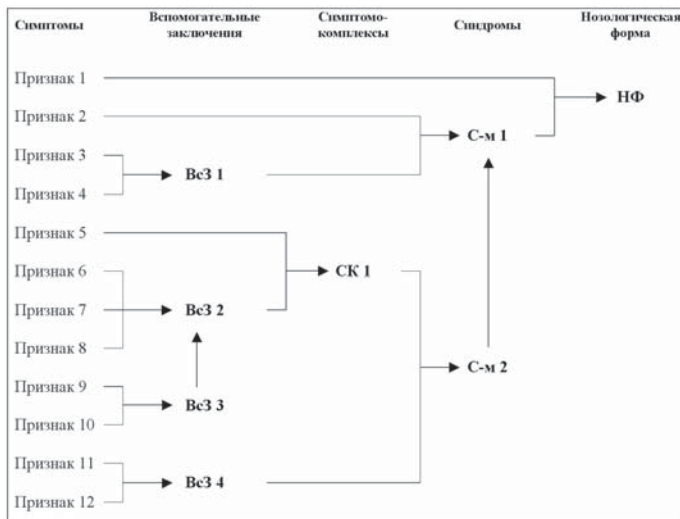 Симптомы
Вспомогательные
заключения
Симптомо-
комплексы
Синдромы
Нозологическая
форма
Признак 1
НФ
Признак 2
С-м 1
Признак 3
ВсЗ 1
Признак 4
Признак 5
Признак 6
СК 1
Признак 7
ВсЗ 2
Признак 8
С-м 2
Признак 9
ВсЗ 3
Признак 10
Признак 11
ВсЗ 4
Признак 12